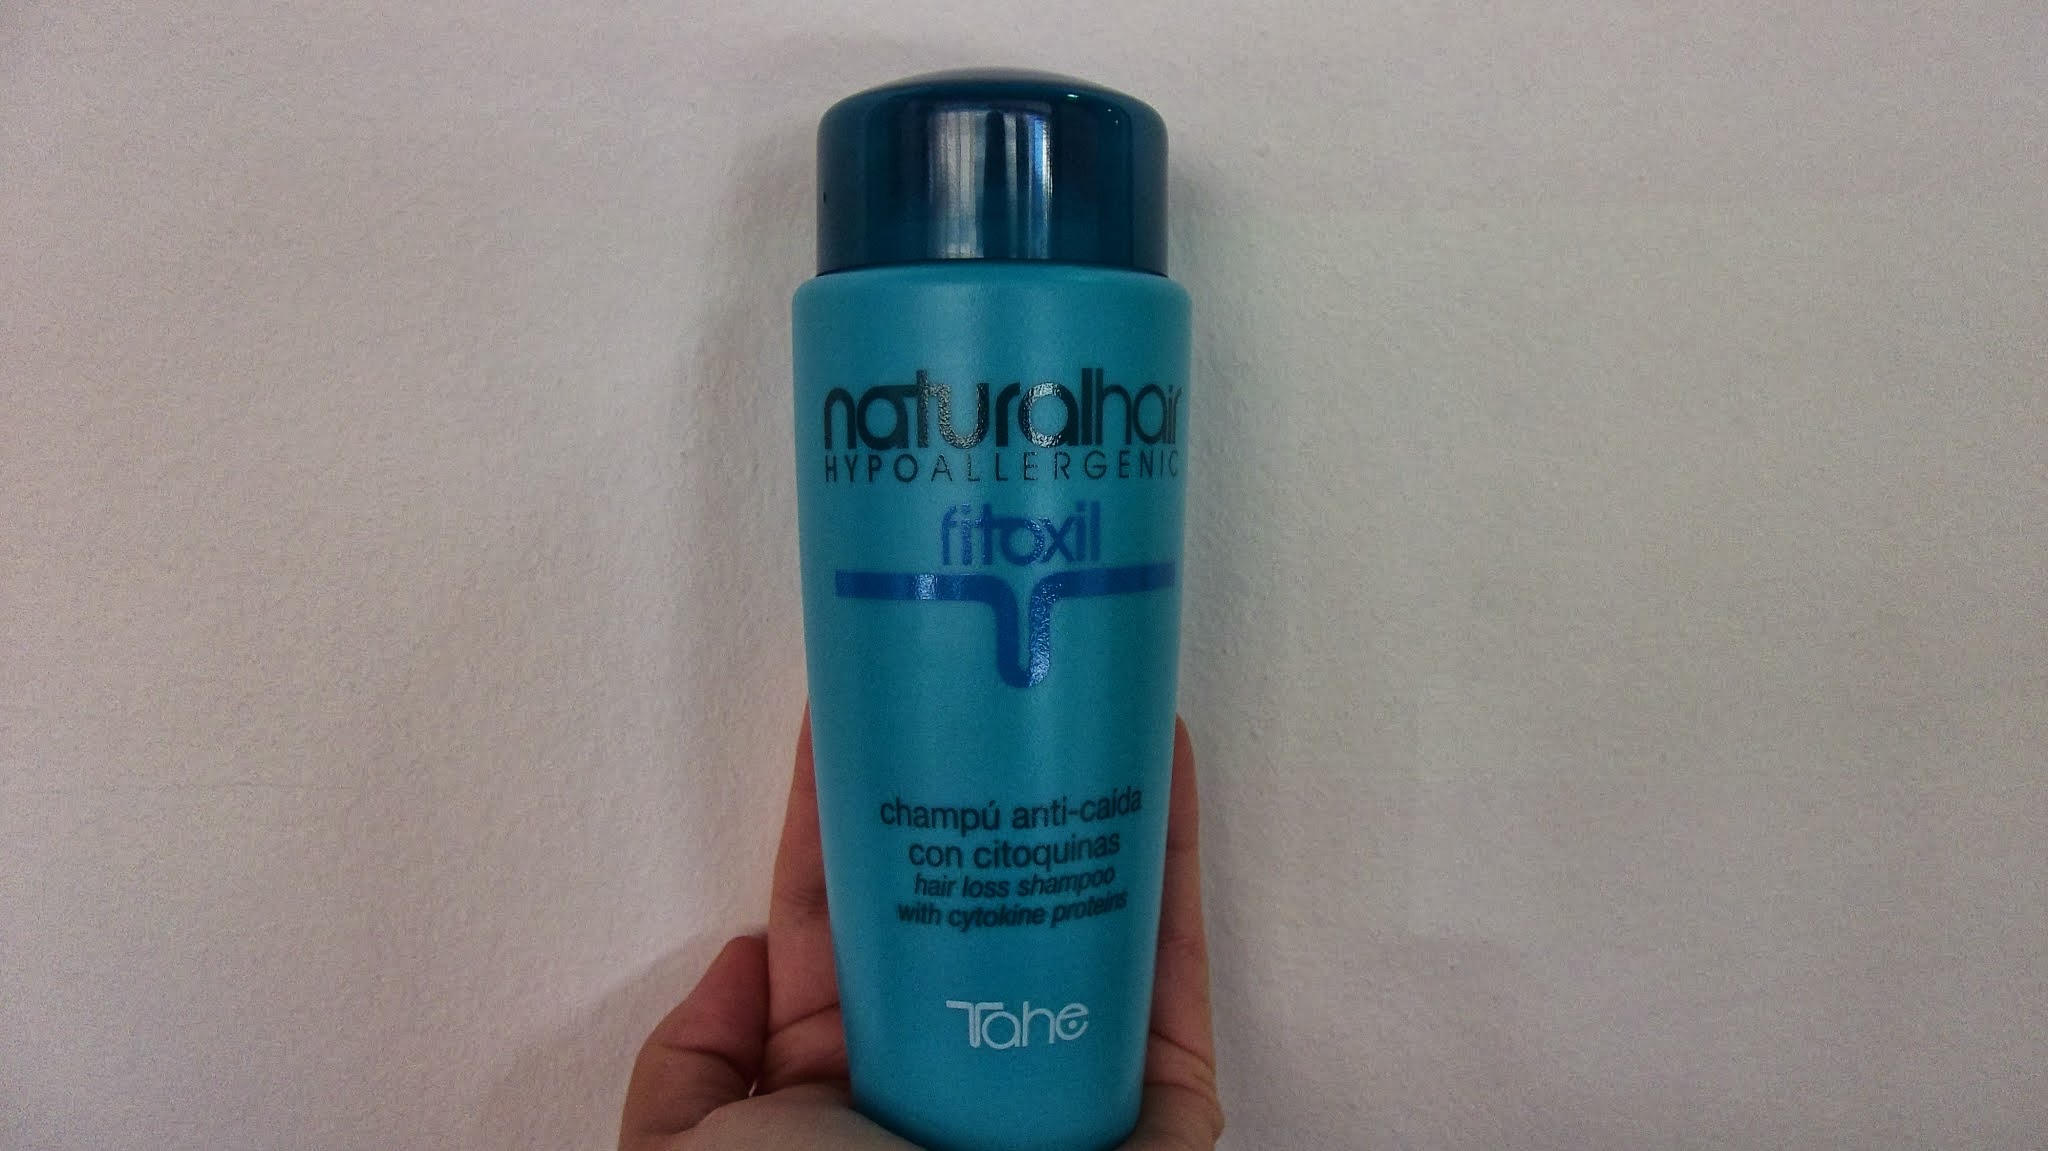 naturalhair
HYPOALLERGENIC
fitoxil
champú anti-caída
con citoquinas
hair loss shampoo
with cytokine proteins
Tahe